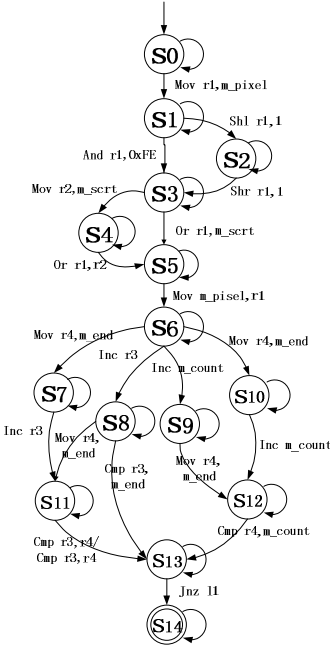 S0
Mov r1,m_pixel
S1
Shl r1,1
S2
And r1,OxFE
Shr r1,1
S3
Mov r2,m_scrt
S4
Or r1,m_scrt
Or r1,r2
S5
Mov m_pisel,r1
S6
Mov r4,m_end
Inc r3
Inc m_count
Mov r4,m_end
S7
S8
S9
S10
Inc r3
Mov r4,
m_end
Cmp r3,
m_end
Mov r4,
m_end
Inc m_count
S11
S12
Cmp r3,r4/
Cmp r3,r4
Cmp r4,m_count
S13
Jnz l1
S14